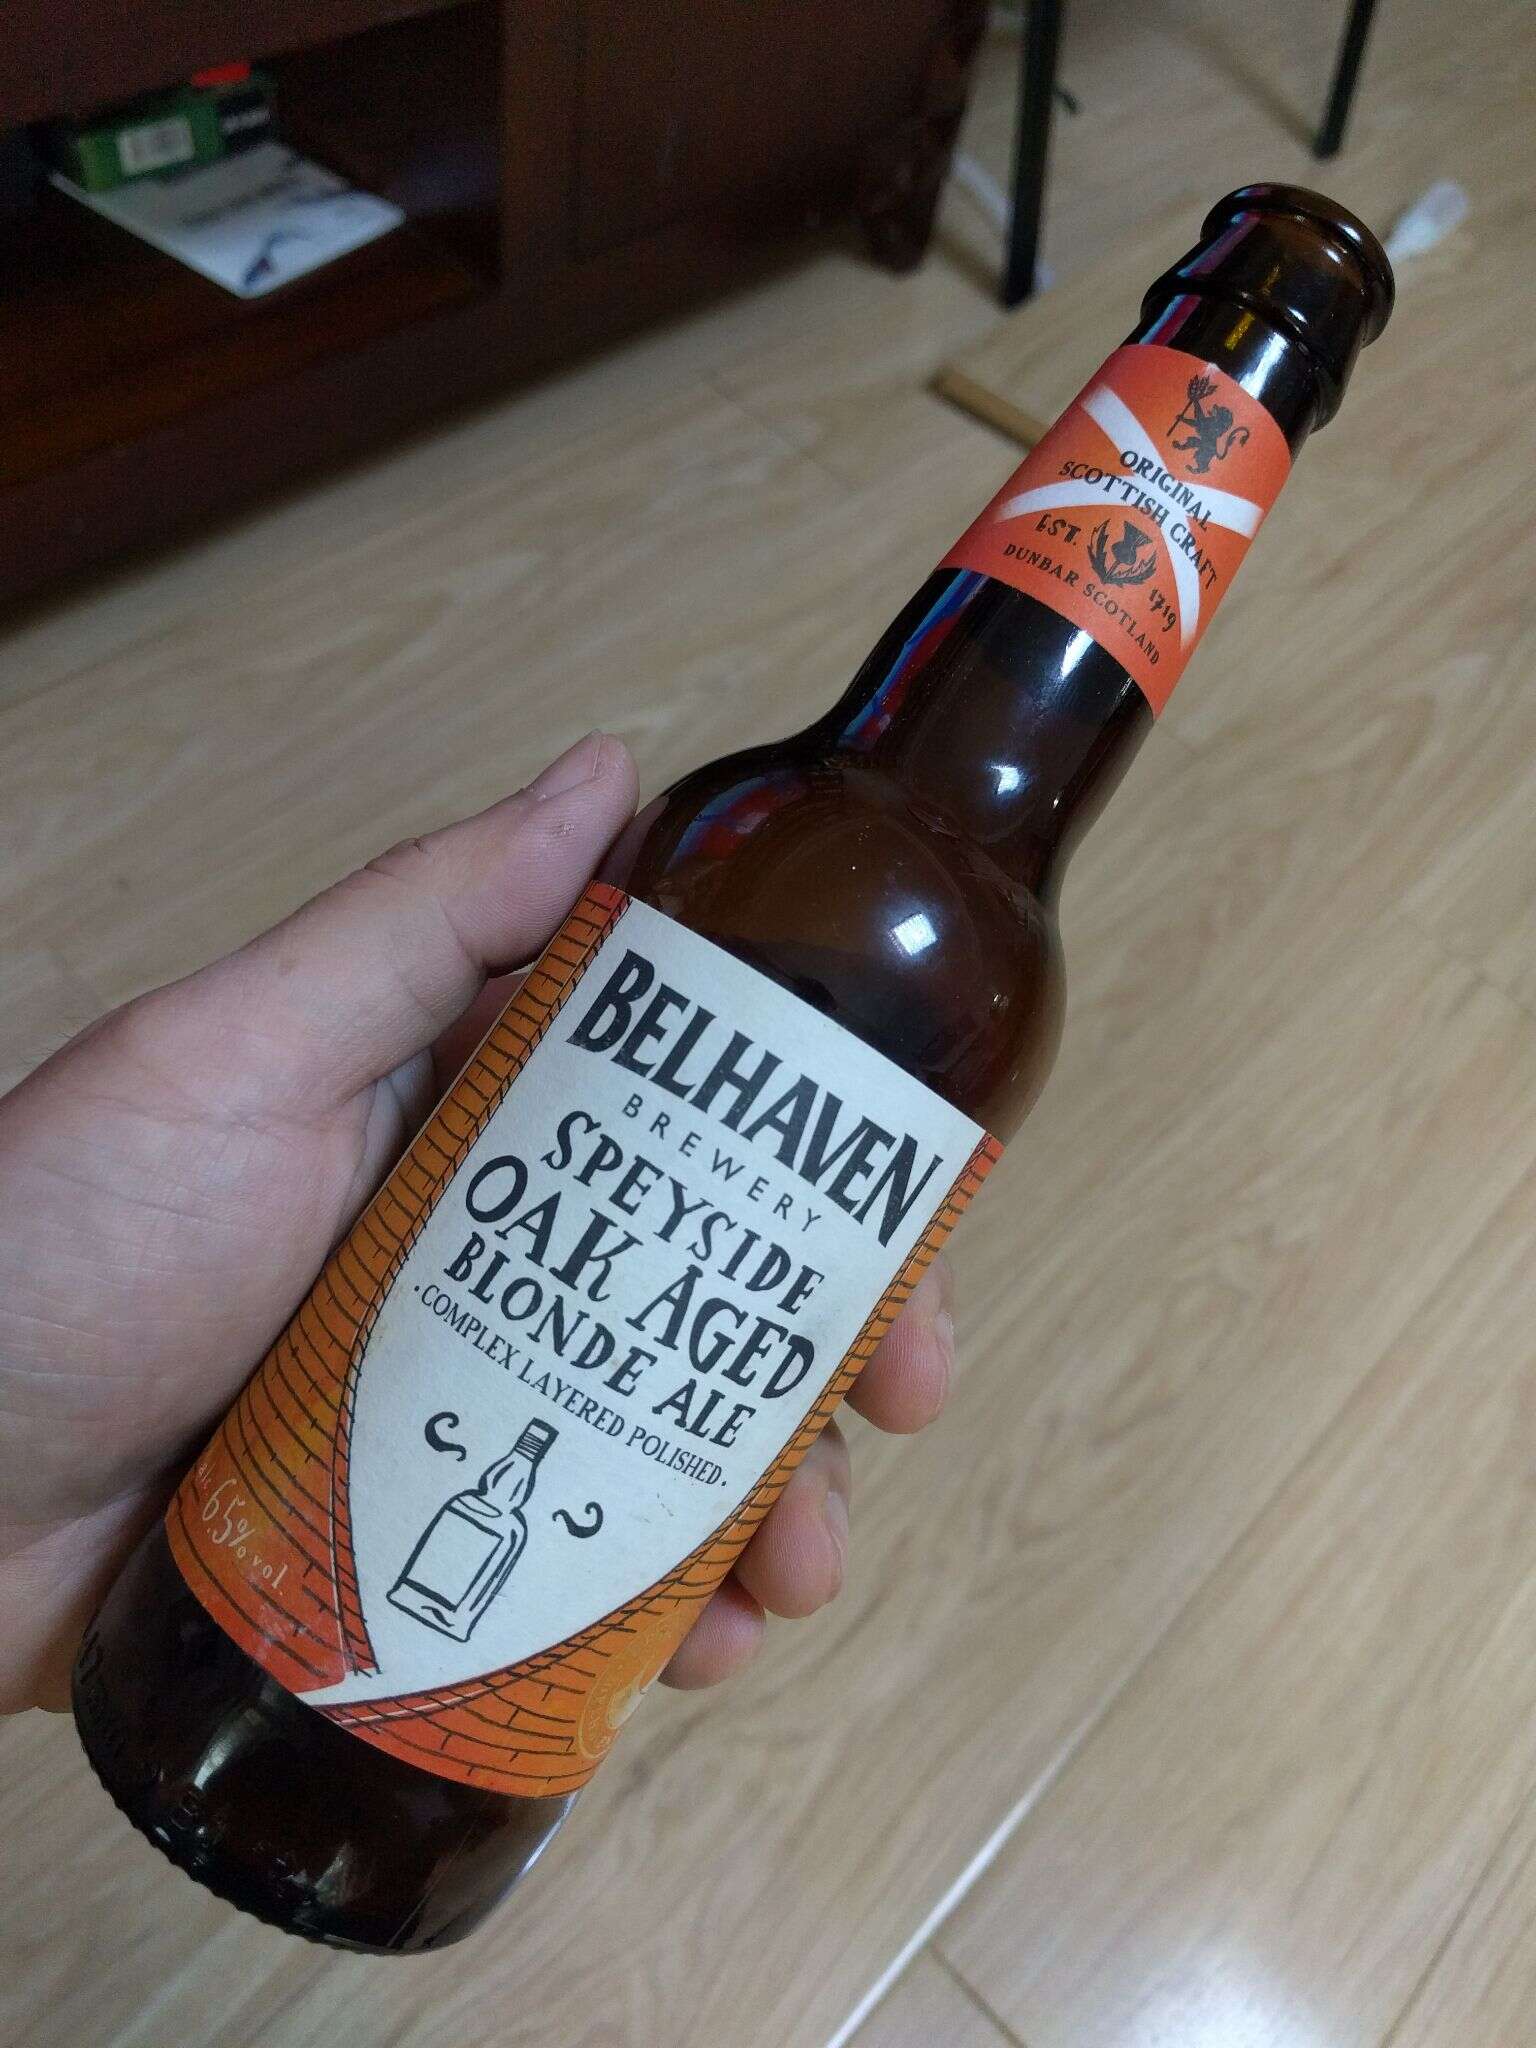 ORIGINAL
SCOTTISH CRAFT
EST. 1719
DUNBAR SCOTLAND
BELHAVEN
BREWERY
SPEYSIDE
OAK AGED
BLONDE ALE
·COMPLEX LAYERED POLISHED·
alc. 6.5% vol.